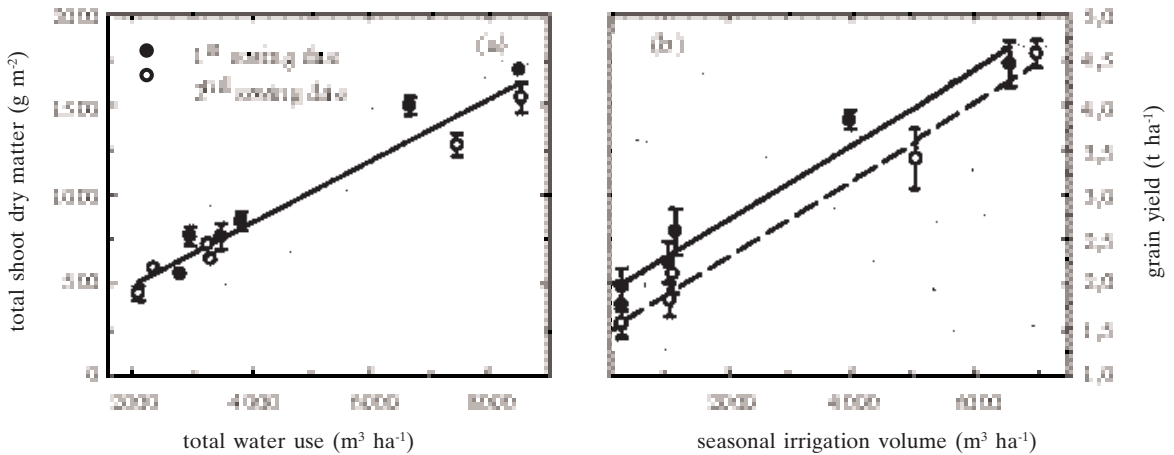 total shoot dry matter (g m⁻²)
2000
1500
1000
500
0
1ˢᵗ sowing date
2ⁿᵈ sowing date
(a)
2000 4000 6000 8000
total water use (m³ ha⁻¹)
(b)
2000 4000 6000
seasonal irrigation volume (m³ ha⁻¹)
5,0
4,5
4,0
3,5
3,0
2,5
2,0
1,5
1,0
grain yield (t ha⁻¹)